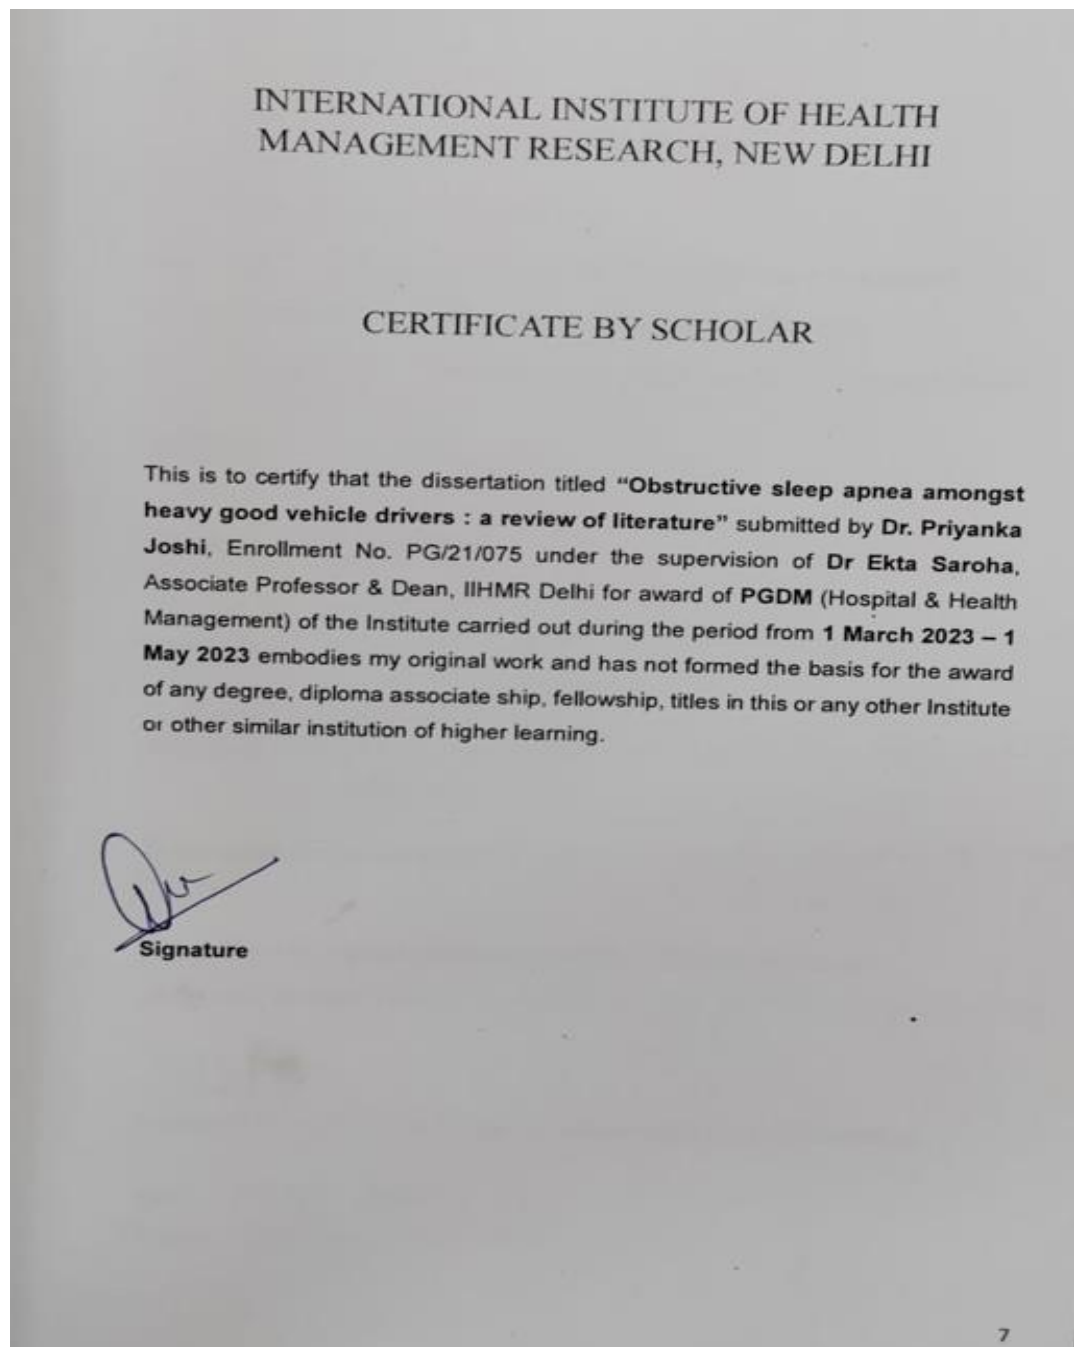 INTERNATIONAL INSTITUTE OF HEALTH
MANAGEMENT RESEARCH, NEW DELHI
CERTIFICATE BY SCHOLAR
This is to certify that the dissertation titled “Obstructive sleep apnea amongst
heavy good vehicle drivers : a review of literature” submitted by Dr. Priyanka
Joshi, Enrollment No. PG/21/075 under the supervision of Dr Ekta Saroha,
Associate Professor & Dean, IIHMR Delhi for award of PGDM (Hospital & Health
Management) of the Institute carried out during the period from 1 March 2023 – 1
May 2023 embodies my original work and has not formed the basis for the award
of any degree, diploma associate ship, fellowship, titles in this or any other Institute
or other similar institution of higher learning.
Signature
7